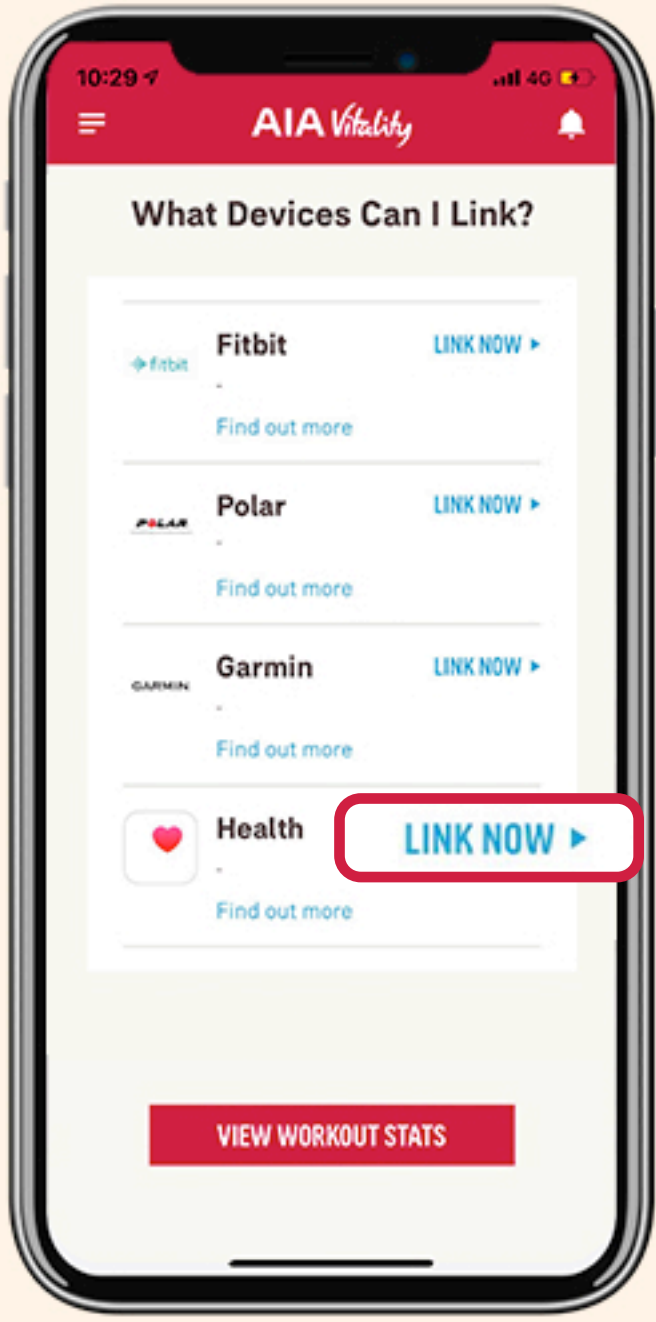 10:29 4G
AIA Vitality
What Devices Can I Link?
Fitbit LINK NOW
fitbit
-
Find out more
Polar LINK NOW
POLAR
-
Find out more
Garmin LINK NOW
GARMIN
-
Find out more
Health LINK NOW
-
Find out more
VIEW WORKOUT STATS